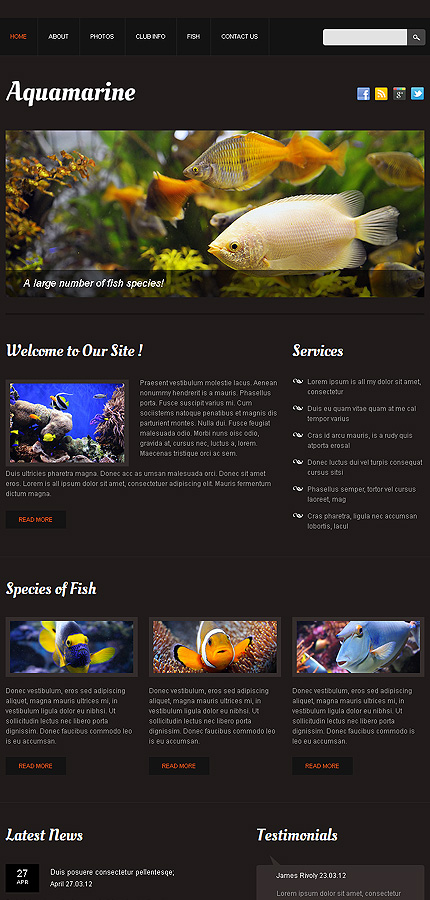 HOME ABOUT PHOTOS CLUB INFO FISH CONTACT US
Aquamarine
A large number of fish species!
Welcome to Our Site !
Praesent vestibulum molestie lacus. Aenean
nonummy hendrerit is a mauris. Phasellus
porta. Fusce suscipit varius mi. Cum
sociistems natoque penatibus et magnis dis
parturient montes. Nulla dui. Fusce feugiat
malesuada odio. Morbi nunc oisc odio,
gravida at, cursus nec, luctus a, lorem.
Maecenas tristique orci ac sem.
Duis ultricies pharetra magna. Donec acc as umsan malesuada orci. Donec sit amet
eros. Lorem is all ipsum dolor sit amet, consectetuer adipiscing elit. Mauris fermentum
dictum magna.
READ MORE
Services
Lorem ipsum is all my dolor sit amet,
consectetur
Duis eu quam vitae quam at me cal
tempor varius
Cras id arcu mauris, is a rudy quis
atporta erosal
Donec luctus dui vel turpis consequat
cursus sitsi
Phasellus semper, tortor vel cursus
laoreet, mag
Cras pharetra, ligula nec accumsan
lobortis, lacul
Species of Fish
Donec vestibulum, eros sed adipiscing
aliquet, magna mauris ultrices mi, in
vestibulum ligula dolor eu nibhsi. Ut
sollicitudin lectus nec libero porta
dignissim. Donec faucibus commodo leo
is eu accumsan.
READ MORE
Donec vestibulum, eros sed adipiscing
aliquet, magna mauris ultrices mi, in
vestibulum ligula dolor eu nibhsi. Ut
sollicitudin lectus nec libero porta
dignissim. Donec faucibus commodo leo
is eu accumsan.
READ MORE
Donec vestibulum, eros sed adipiscing
aliquet, magna mauris ultrices mi, in
vestibulum ligula dolor eu nibhsi. Ut
sollicitudin lectus nec libero porta
dignissim. Donec faucibus commodo leo
is eu accumsan.
READ MORE
Latest News
27
APR
Duis posuere consectetur pellentesqe;
April 27.03.12
Testimonials
James Rivoly 23.03.12
Lorem ipsum dolor sit amet, consectetur